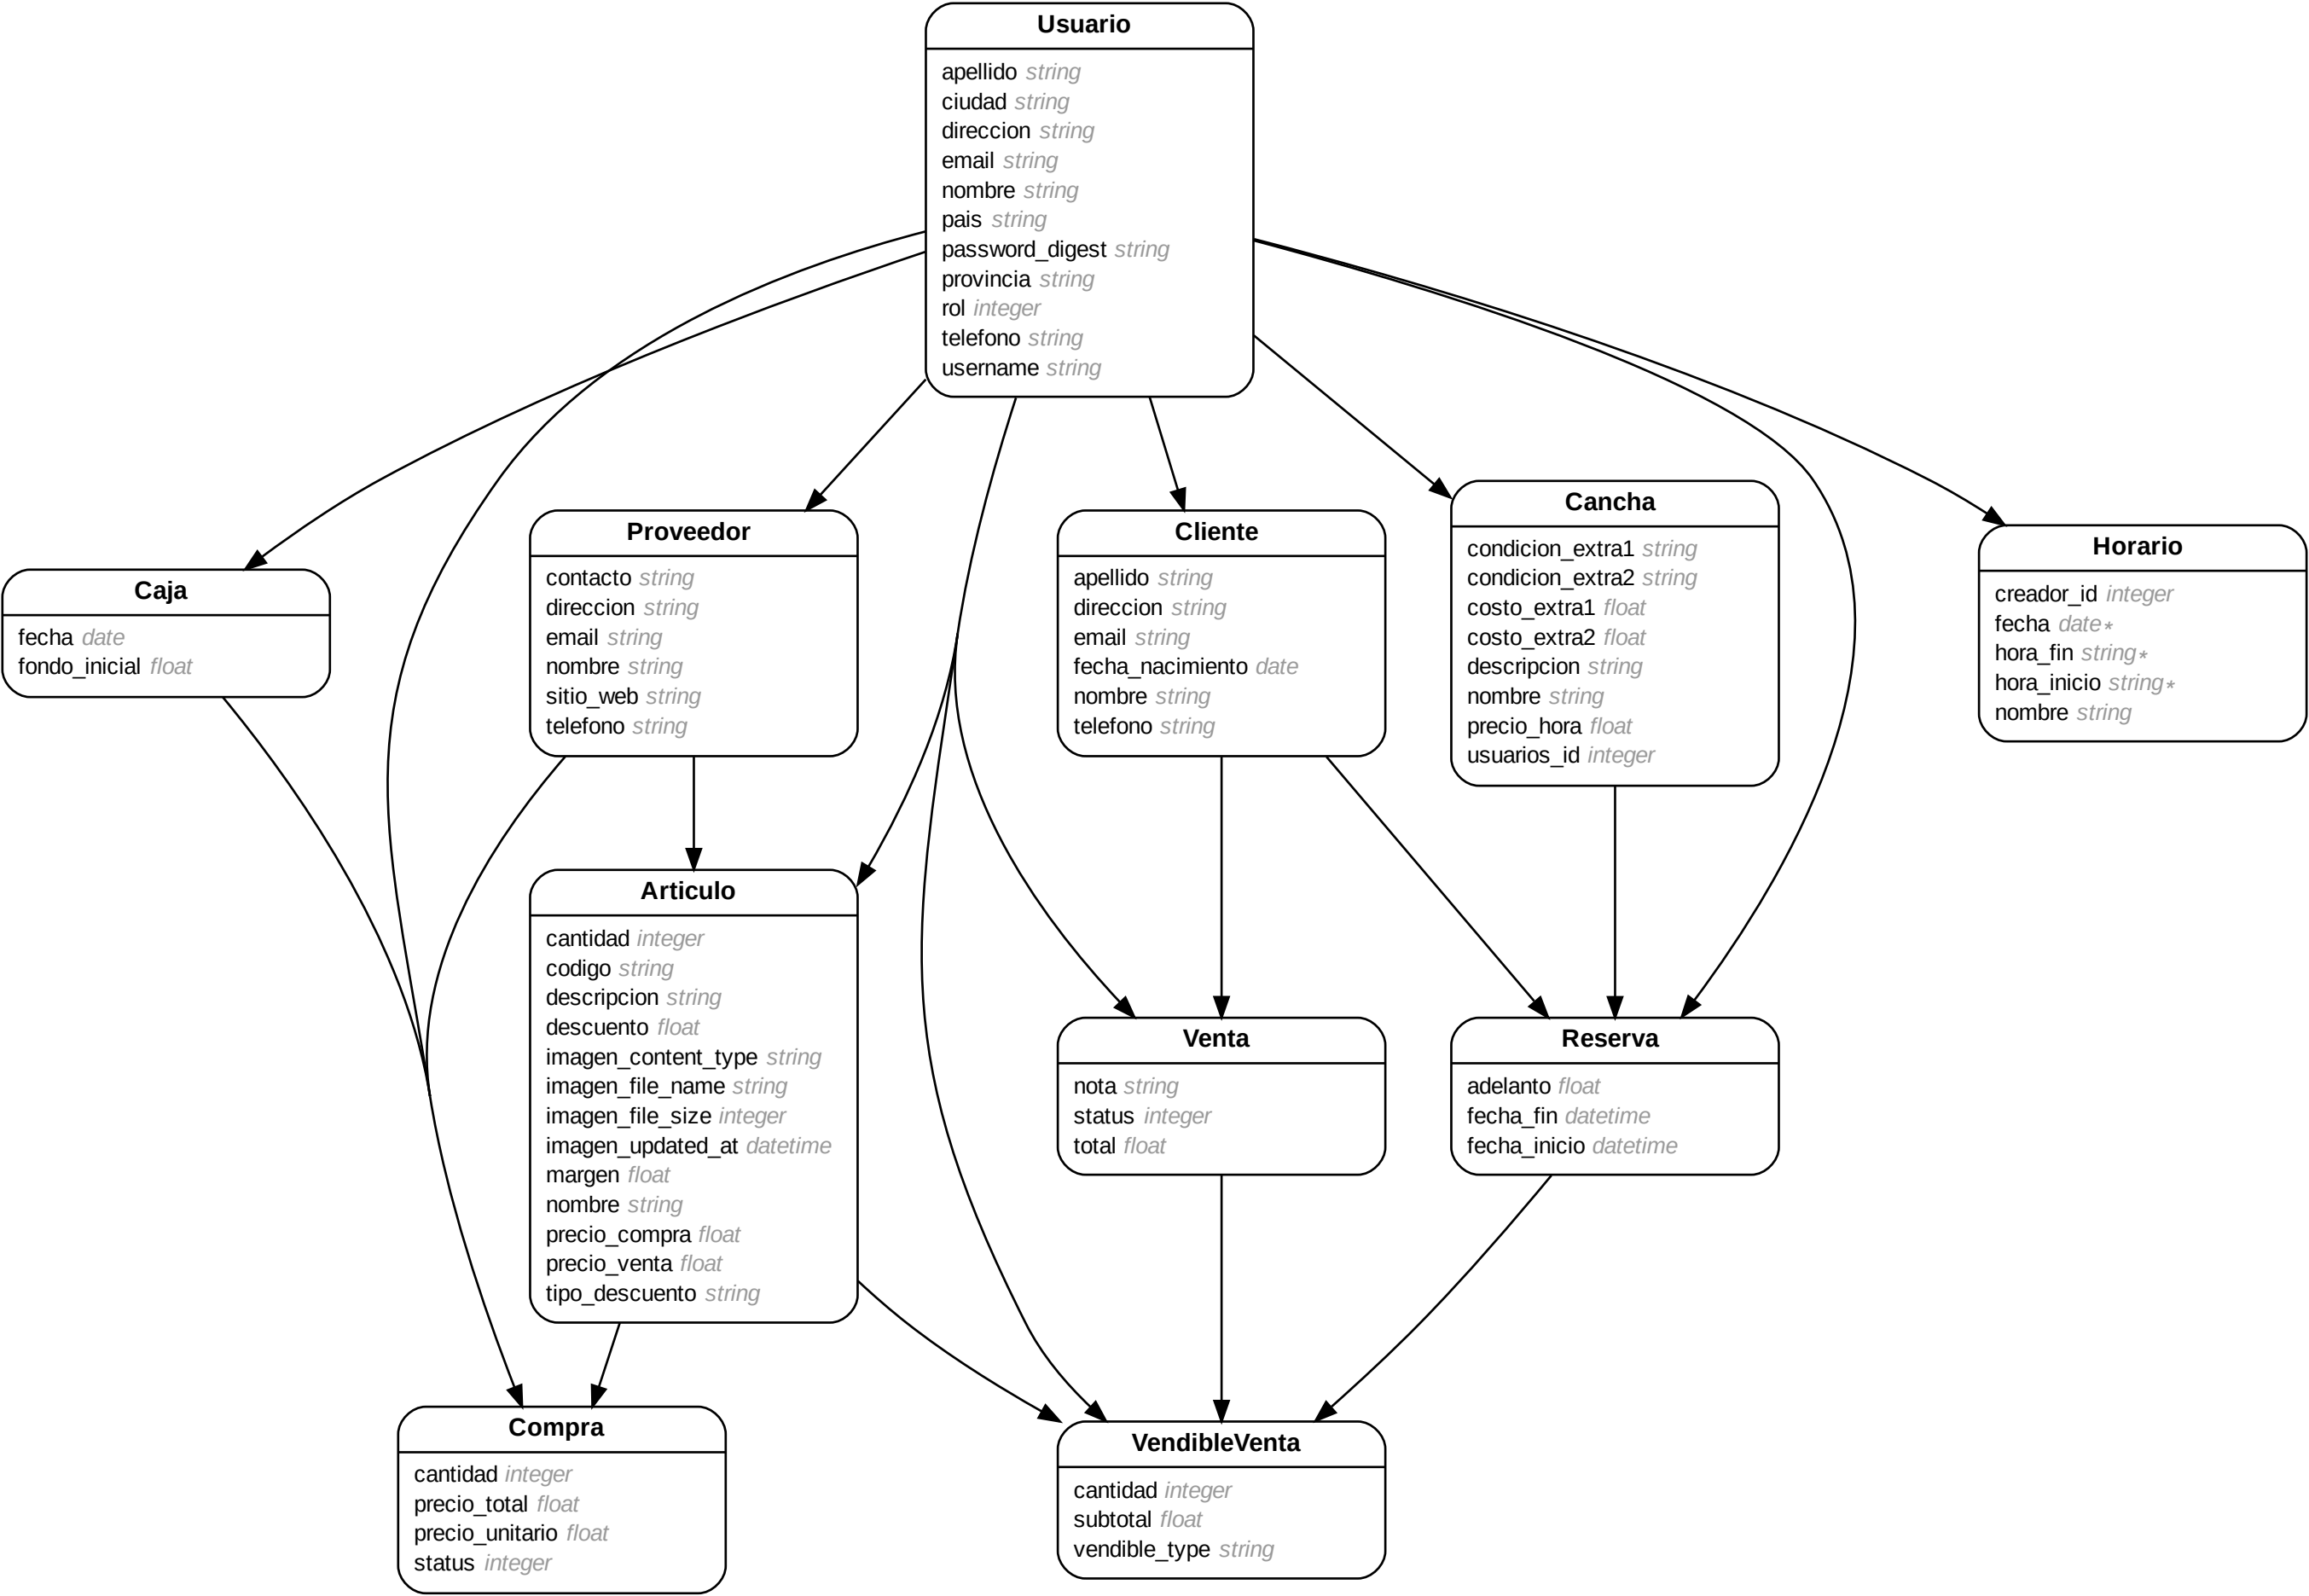 Usuario
apellido string
ciudad string
direccion string
email string
nombre string
pais string
password_digest string
provincia string
rol integer
telefono string
username string
Caja
fecha date
fondo_inicial float
Proveedor
contacto string
direccion string
email string
nombre string
sitio_web string
telefono string
Cliente
apellido string
direccion string
email string
fecha_nacimiento date
nombre string
telefono string
Cancha
condicion_extra1 string
condicion_extra2 string
costo_extra1 float
costo_extra2 float
descripcion string
nombre string
precio_hora float
usuarios_id integer
Horario
creador_id integer
fecha date*
hora_fin string*
hora_inicio string*
nombre string
Articulo
cantidad integer
codigo string
descripcion string
descuento float
imagen_content_type string
imagen_file_name string
imagen_file_size integer
imagen_updated_at datetime
margen float
nombre string
precio_compra float
precio_venta float
tipo_descuento string
Venta
nota string
status integer
total float
Reserva
adelanto float
fecha_fin datetime
fecha_inicio datetime
Compra
cantidad integer
precio_total float
precio_unitario float
status integer
VendibleVenta
cantidad integer
subtotal float
vendible_type string